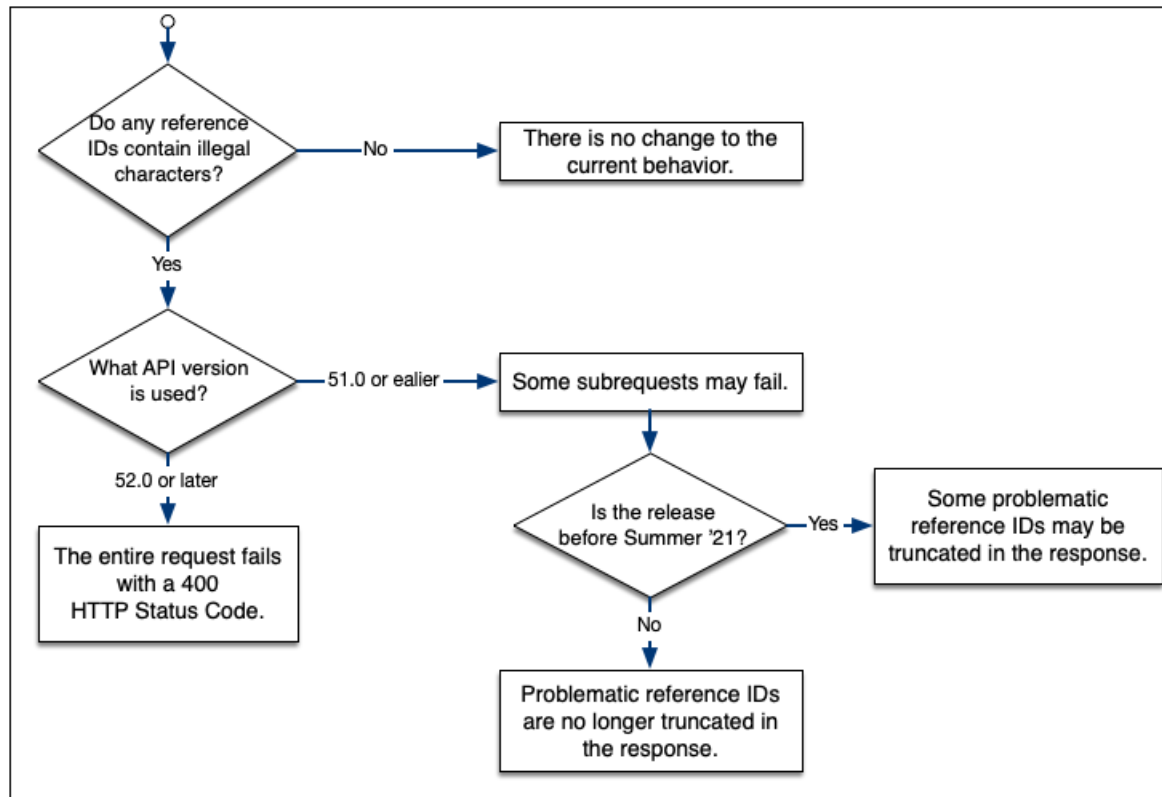 Do any reference
IDs contain illegal
characters?
No
There is no change to the
current behavior.
Yes
What API version
is used?
51.0 or ealier
Some subrequests may fail.
52.0 or later
The entire request fails
with a 400
HTTP Status Code.
Is the release
before Summer '21?
Yes
Some problematic
reference IDs may be
truncated in the response.
No
Problematic reference IDs
are no longer truncated in
the response.